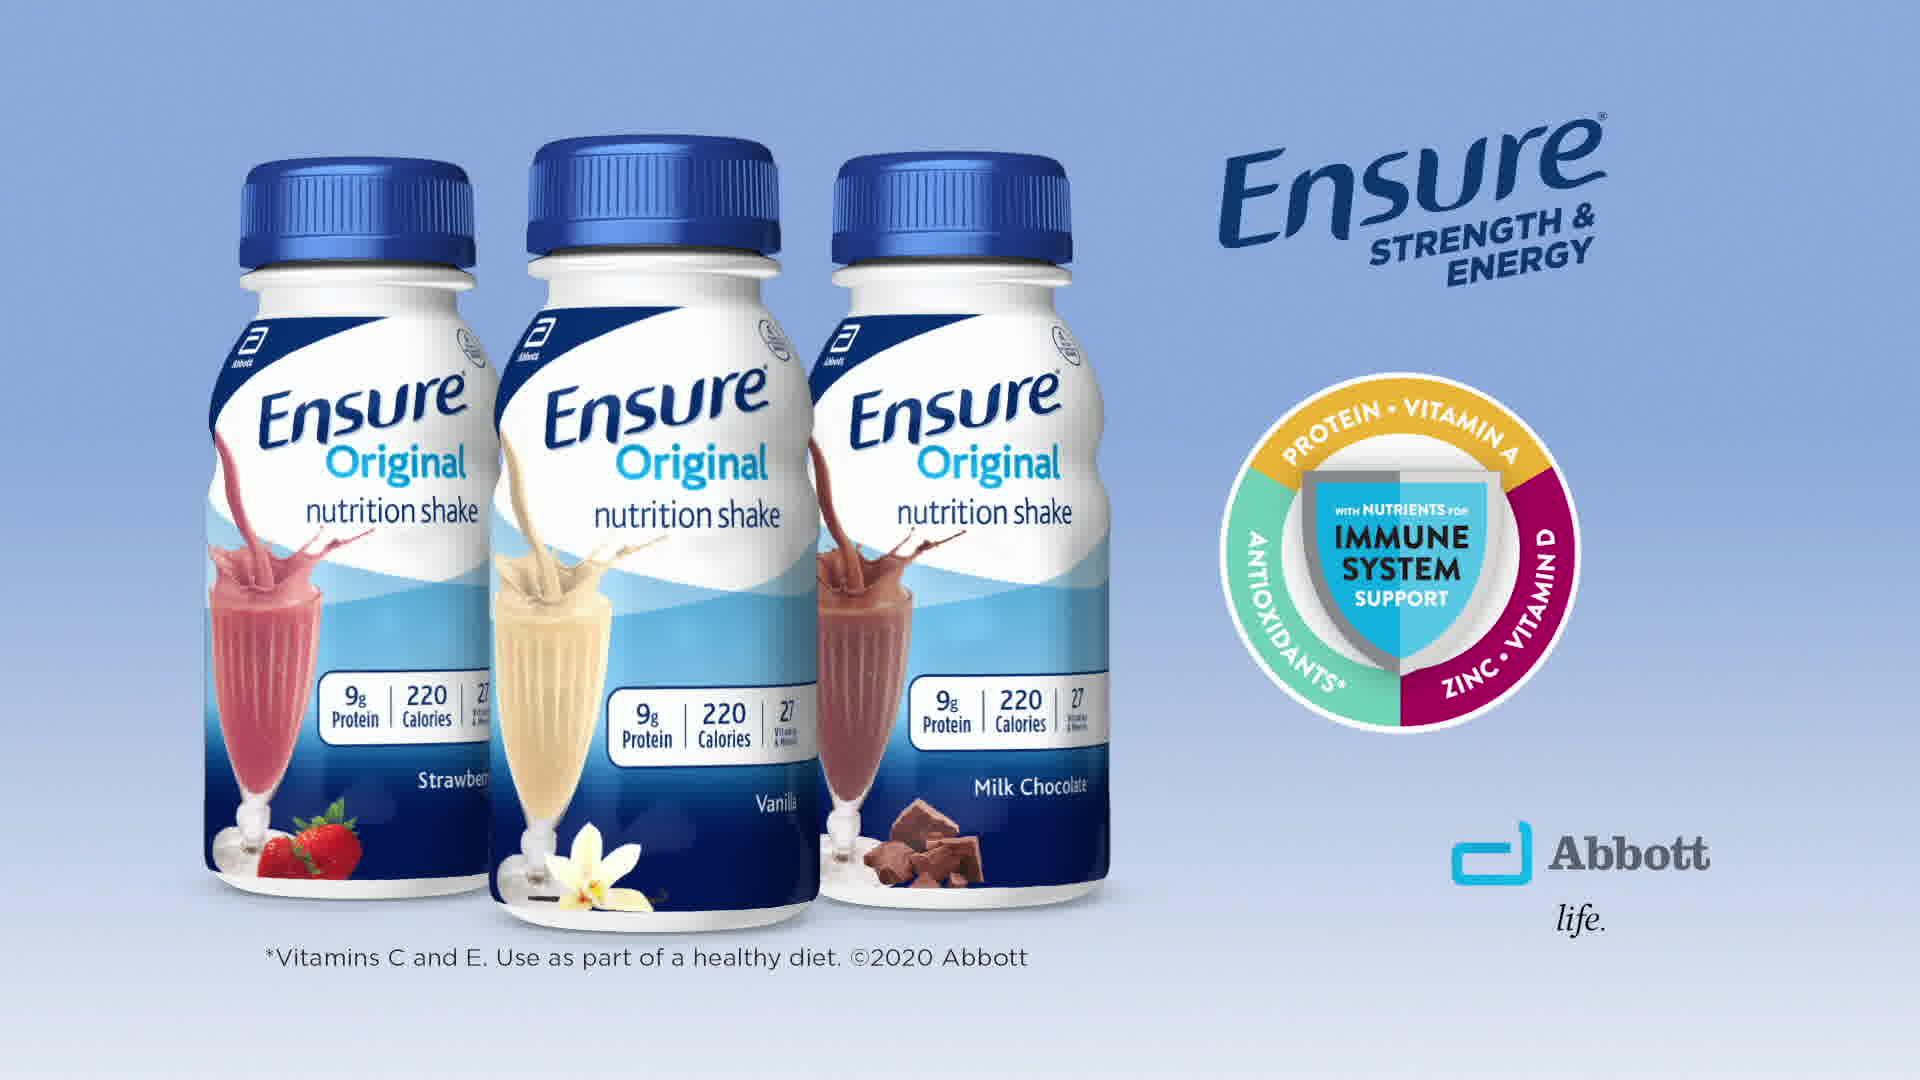 Abbott
Ensure®
Original
nutrition shake
9g Protein
220 Calories
27
Abbott
Ensure®
Original
nutrition shake
9g Protein
220 Calories
27
Vanilla
Abbott
Ensure®
Original
nutrition shake
9g Protein
220 Calories
27
Milk Chocolate
Ensure®
STRENGTH &
ENERGY
PROTEIN • VITAMIN A
ZINC • VITAMIN D
ANTIOXIDANTS*
WITH NUTRIENTS FOR
IMMUNE
SYSTEM
SUPPORT
Abbott
life.
*Vitamins C and E. Use as part of a healthy diet. ©2020 Abbott